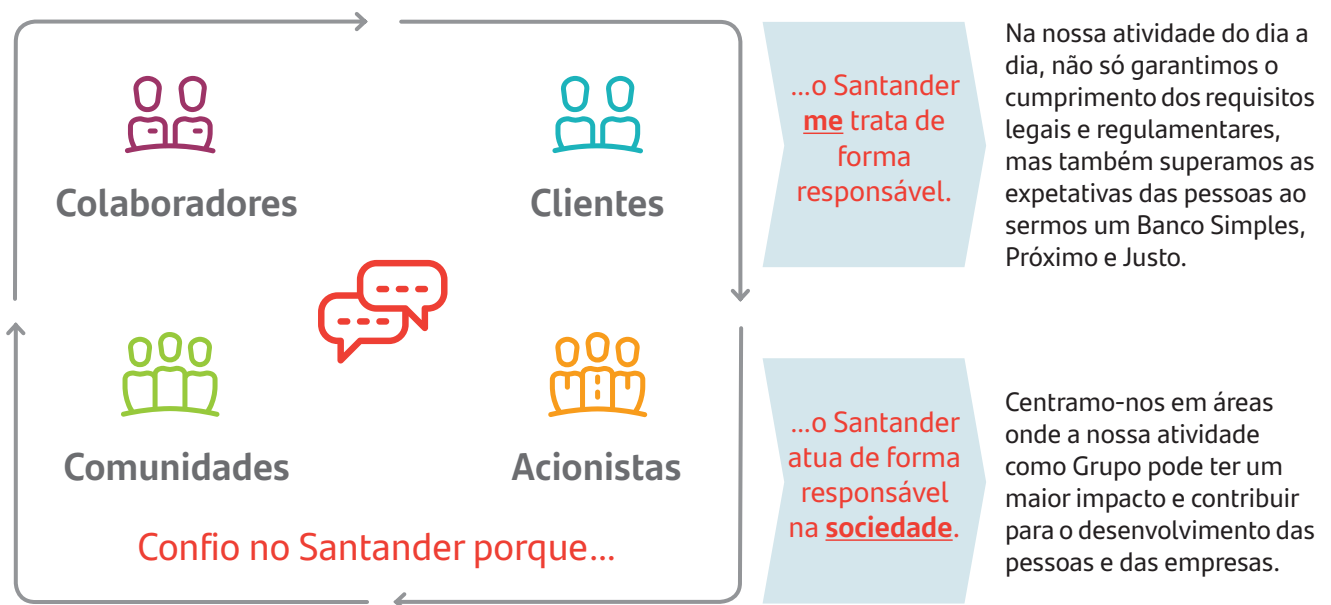 Colaboradores
Clientes
Comunidades
Acionistas
Confio no Santander porque...
...o Santander
me trata de
forma
responsável.
Na nossa atividade do dia a
dia, não só garantimos o
cumprimento dos requisitos
legais e regulamentares,
mas também superamos as
expetativas das pessoas ao
sermos um Banco Simples,
Próximo e Justo.
...o Santander
atua de forma
responsável
na sociedade.
Centramo-nos em áreas
onde a nossa atividade
como Grupo pode ter um
maior impacto e contribuir
para o desenvolvimento das
pessoas e das empresas.